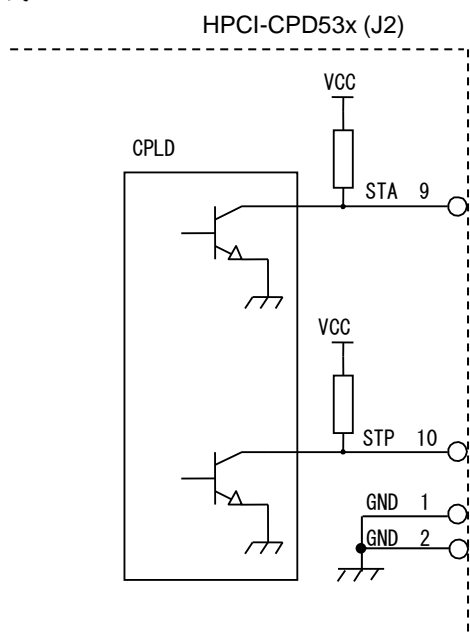 HPCI-CPD53x (J2)
VCC
CPLD
STA 9
VCC
STP 10
GND 1
GND 2